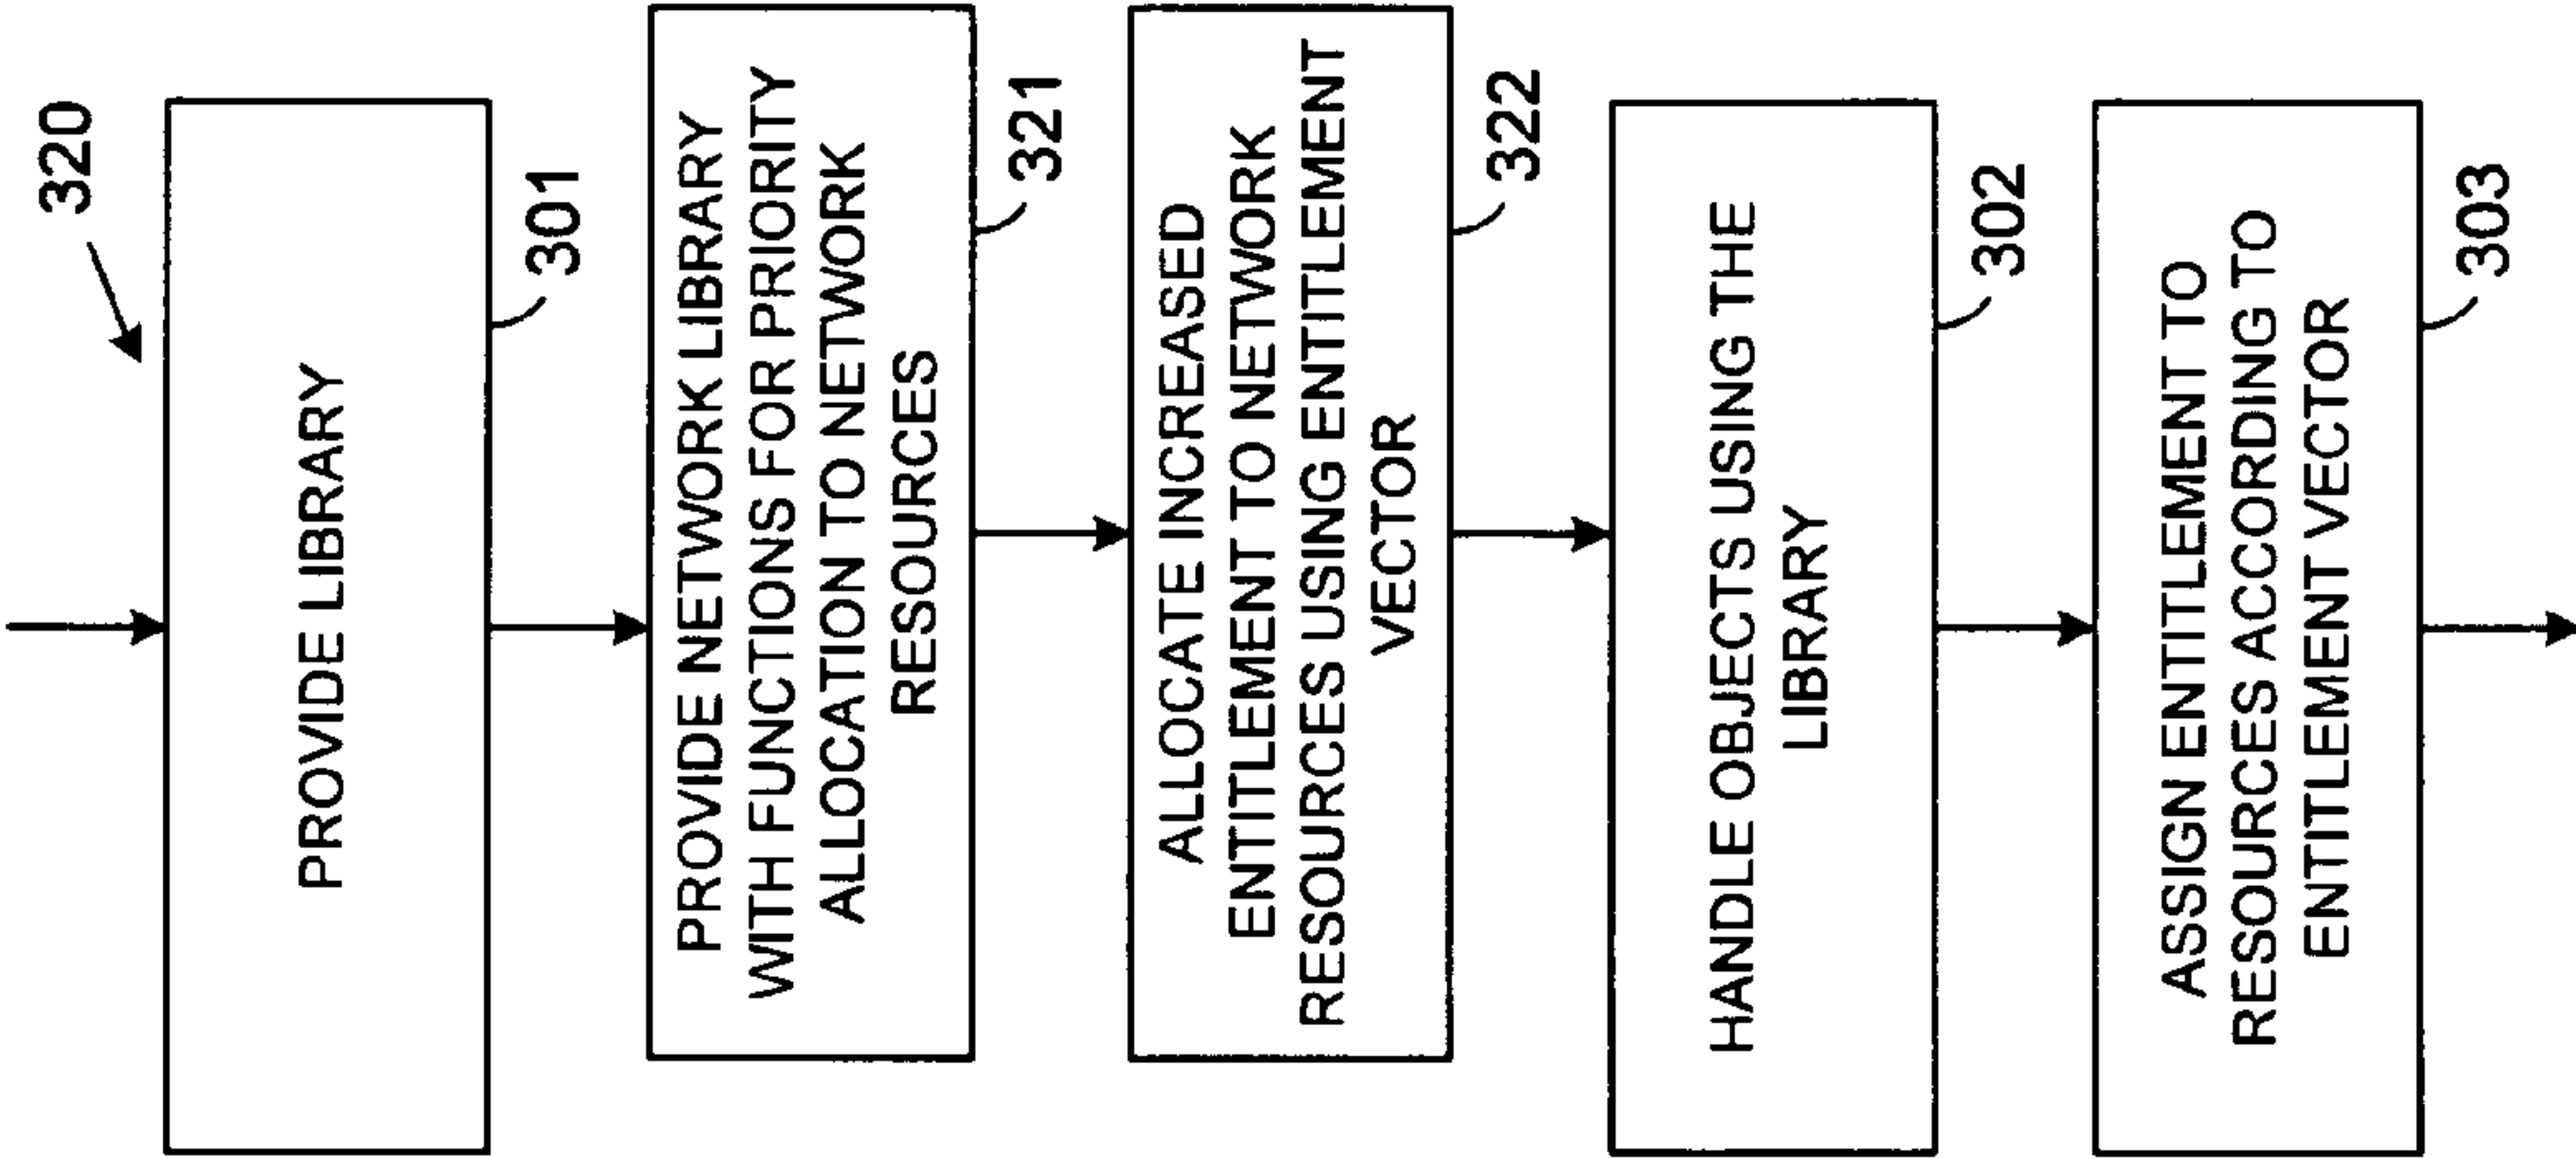 320
PROVIDE LIBRARY
301
PROVIDE NETWORK LIBRARY
WITH FUNCTIONS FOR PRIORITY
ALLOCATION TO NETWORK
RESOURCES
321
ALLOCATE INCREASED
ENTITLEMENT TO NETWORK
RESOURCES USING ENTITLEMENT
VECTOR
322
HANDLE OBJECTS USING THE
LIBRARY
302
ASSIGN ENTITLEMENT TO
RESOURCES ACCORDING TO
ENTITLEMENT VECTOR
303